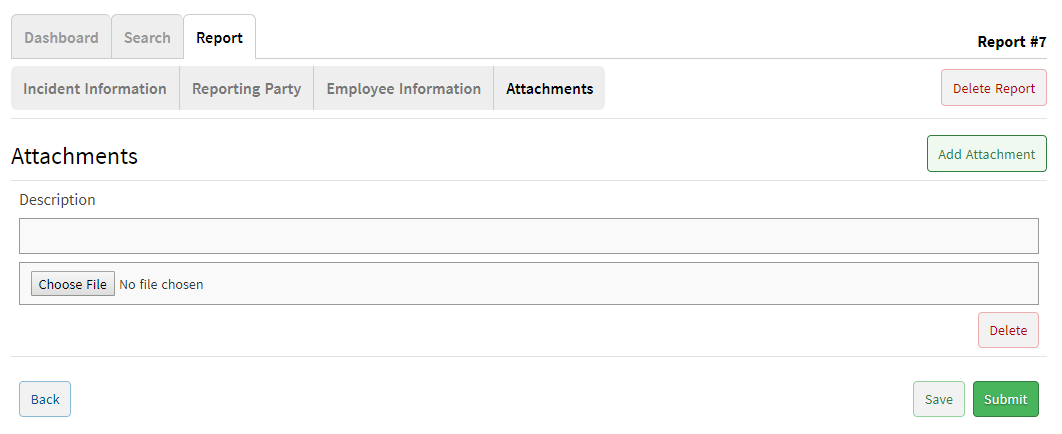 Dashboard Search Report
Report #7
Incident Information Reporting Party Employee Information Attachments
Delete Report
Attachments
Add Attachment
Description
Choose File No file chosen
Delete
Back
Save Submit